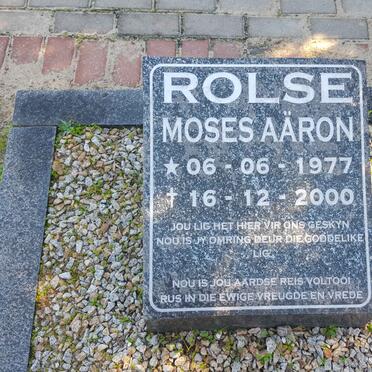 ROLSE
MOSES AÄRON
★ 06 - 06 - 1977
✝ 16 - 12 - 2000
JOU LIG HET HIER VIR ONS GESKYN
NOU IS JY OMRING DEUR DIE GODDELIKE
LIG.
NOU IS JOU AARDSE REIS VOLTOOI
RUS IN DIE EWIGE VREUGDE EN VREDE